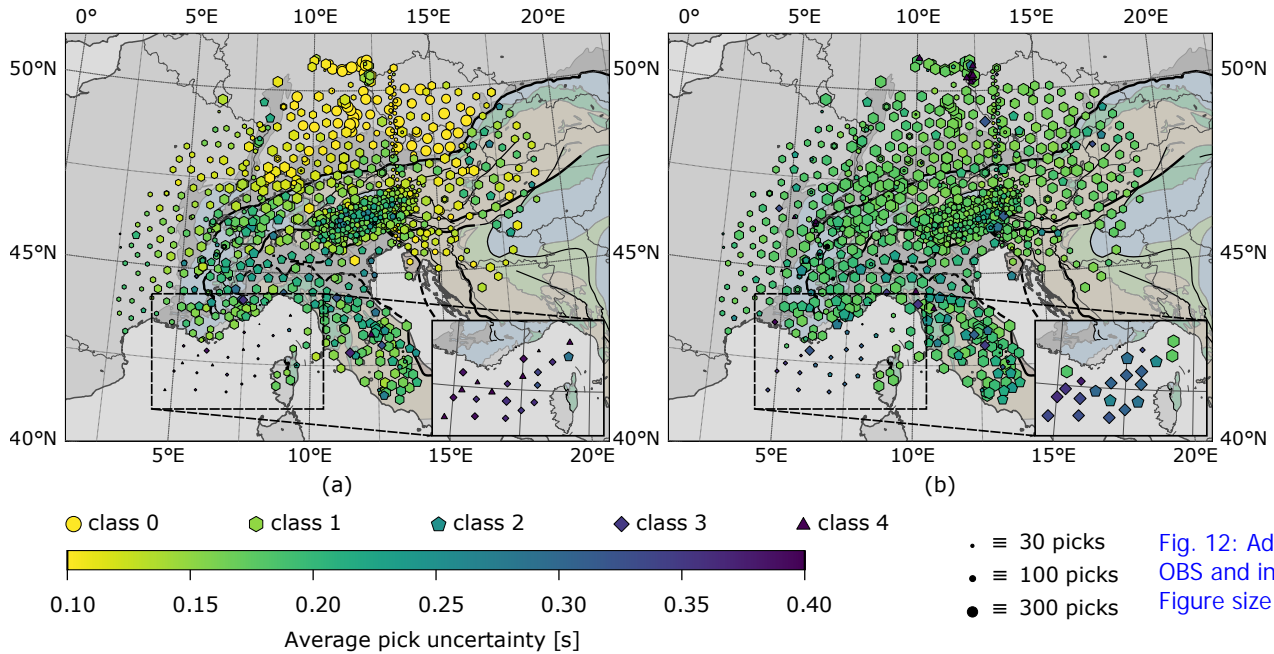 0° 5°E 10°E 15°E 20°E 0° 5°E 10°E 15°E 20°E
50°N 50°N 50°N
45°N 45°N 45°N
40°N 40°N 40°N
5°E 10°E 15°E 20°E 5°E 10°E 15°E 20°E
(a) (b)
class 0 class 1 class 2 class 3 class 4
0.10 0.15 0.20 0.25 0.30 0.35 0.40
Average pick uncertainty [s]
≡ 30 picks
≡ 100 picks
≡ 300 picks
Fig. 12: Ad
OBS and in
Figure size